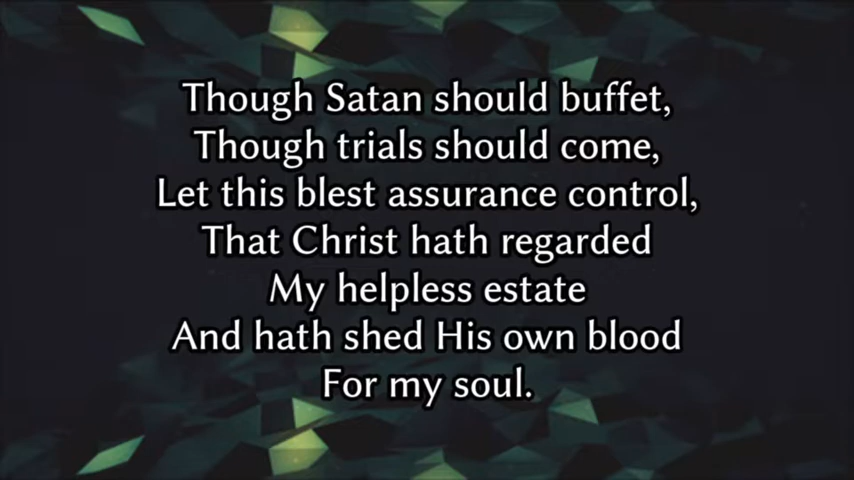 Though Satan should buffet,
Though trials should come,
Let this blest assurance control,
That Christ hath regarded
My helpless estate
And hath shed His own blood
For my soul.